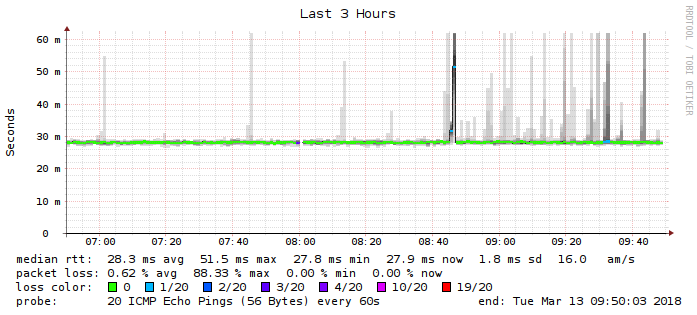 Last 3 Hours
RRDTOOL / TOBI OETIKER
Seconds
60 m
50 m
40 m
30 m
20 m
10 m
0
07:00 07:20 07:40 08:00 08:20 08:40 09:00 09:20 09:40
median rtt: 28.3 ms avg 51.5 ms max 27.8 ms min 27.9 ms now 1.8 ms sd 16.0 am/s
packet loss: 0.62 % avg 88.33 % max 0.00 % min 0.00 % now
loss color: 0 1/20 2/20 3/20 4/20 10/20 19/20
probe: 20 ICMP Echo Pings (56 Bytes) every 60s end: Tue Mar 13 09:50:03 2018